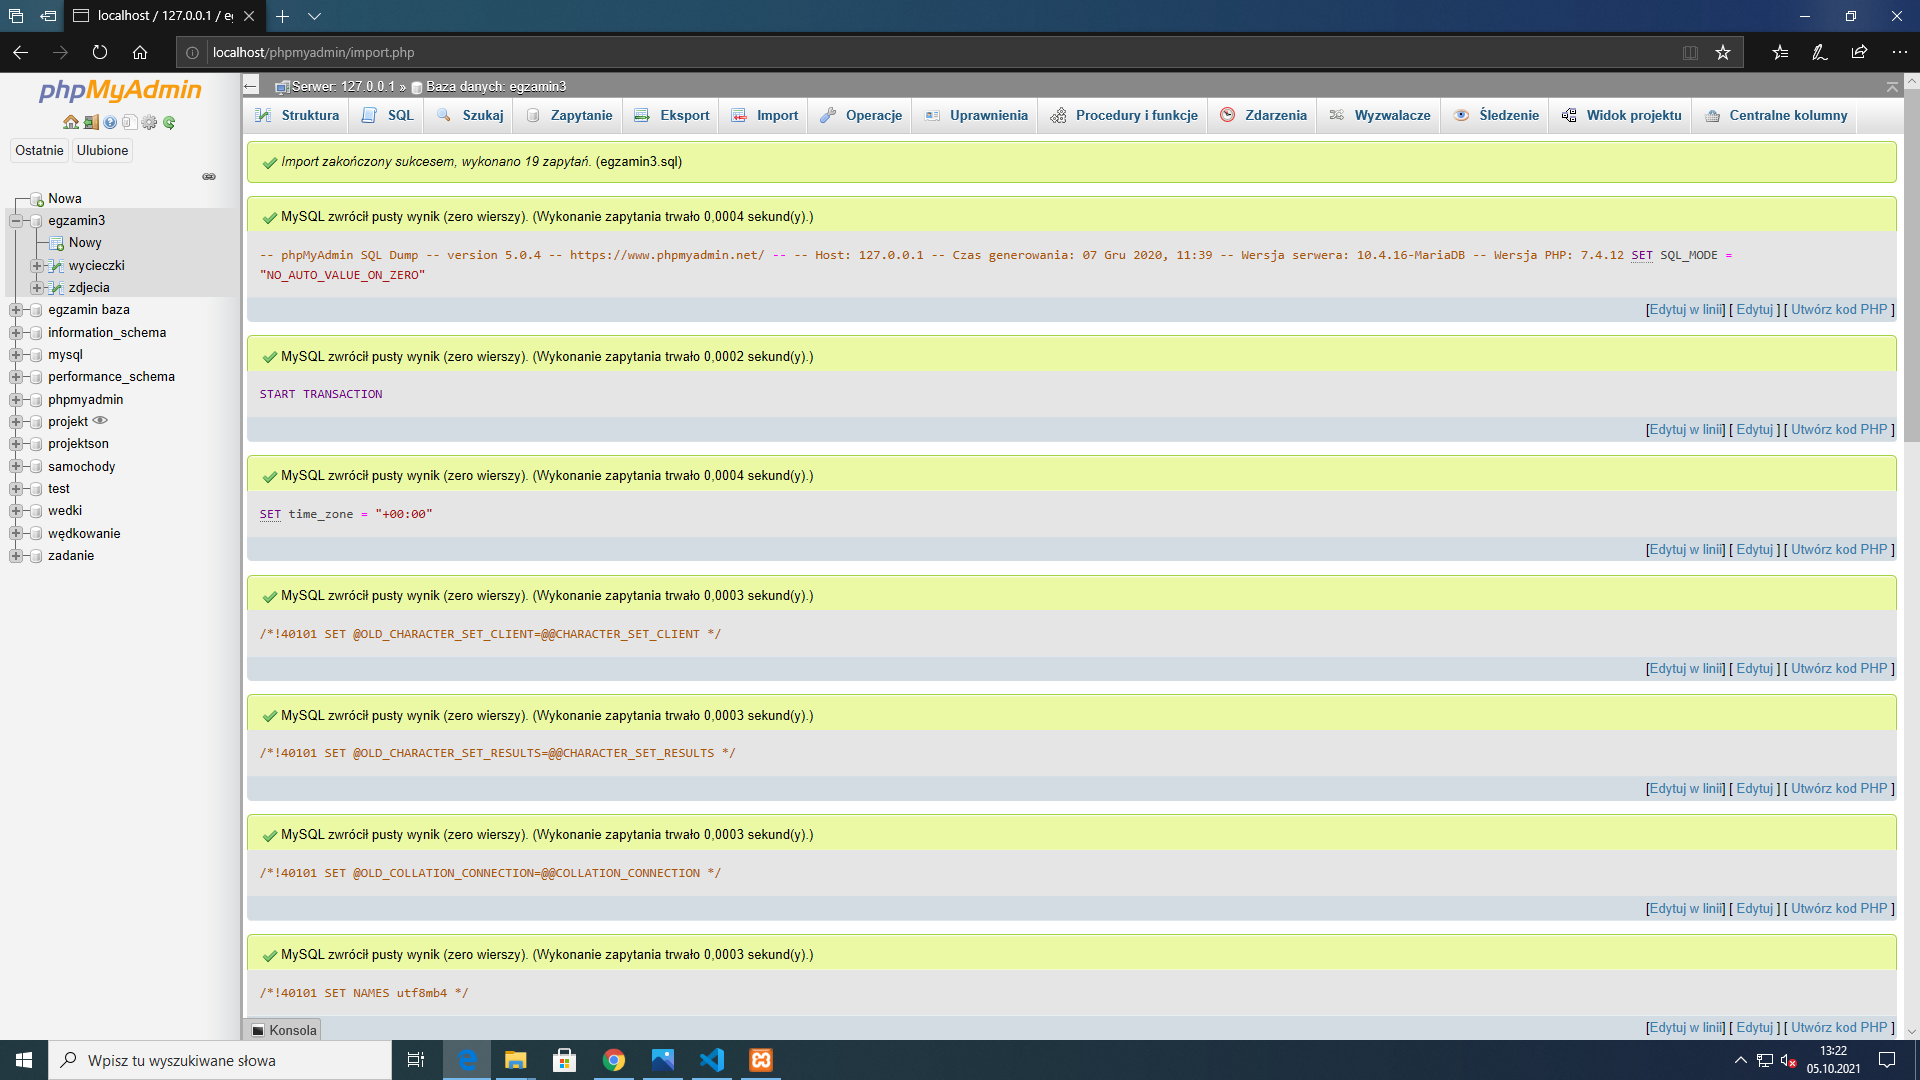 localhost / 127.0.0.1 / eg
localhost/phpmyadmin/import.php
phpMyAdmin
Ostatnie
Ulubione
Nowa
egzamin3
Nowy
wycieczki
zdjecia
egzamin baza
information_schema
mysql
performance_schema
phpmyadmin
projekt
projektson
samochody
test
wedki
wędkowanie
zadanie
Serwer: 127.0.0.1 » Baza danych: egzamin3
Struktura SQL Szukaj Zapytanie Eksport Import Operacje Uprawnienia Procedury i funkcje Zdarzenia Wyzwalacze Śledzenie Widok projektu Centralne kolumny
Import zakończony sukcesem, wykonano 19 zapytań. (egzamin3.sql)
MySQL zwrócił pusty wynik (zero wierszy). (Wykonanie zapytania trwało 0,0004 sekund(y).)
-- phpMyAdmin SQL Dump -- version 5.0.4 -- https://www.phpmyadmin.net/ -- -- Host: 127.0.0.1 -- Czas generowania: 07 Gru 2020, 11:39 -- Wersja serwera: 10.4.16-MariaDB -- Wersja PHP: 7.4.12 SET SQL_MODE =
"NO_AUTO_VALUE_ON_ZERO"
[Edytuj w linii] [ Edytuj ] [ Utwórz kod PHP ]
MySQL zwrócił pusty wynik (zero wierszy). (Wykonanie zapytania trwało 0,0002 sekund(y).)
START TRANSACTION
[Edytuj w linii] [ Edytuj ] [ Utwórz kod PHP ]
MySQL zwrócił pusty wynik (zero wierszy). (Wykonanie zapytania trwało 0,0004 sekund(y).)
SET time_zone = "+00:00"
[Edytuj w linii] [ Edytuj ] [ Utwórz kod PHP ]
MySQL zwrócił pusty wynik (zero wierszy). (Wykonanie zapytania trwało 0,0003 sekund(y).)
/*!40101 SET @OLD_CHARACTER_SET_CLIENT=@@CHARACTER_SET_CLIENT */
[Edytuj w linii] [ Edytuj ] [ Utwórz kod PHP ]
MySQL zwrócił pusty wynik (zero wierszy). (Wykonanie zapytania trwało 0,0003 sekund(y).)
/*!40101 SET @OLD_CHARACTER_SET_RESULTS=@@CHARACTER_SET_RESULTS */
[Edytuj w linii] [ Edytuj ] [ Utwórz kod PHP ]
MySQL zwrócił pusty wynik (zero wierszy). (Wykonanie zapytania trwało 0,0003 sekund(y).)
/*!40101 SET @OLD_COLLATION_CONNECTION=@@COLLATION_CONNECTION */
[Edytuj w linii] [ Edytuj ] [ Utwórz kod PHP ]
MySQL zwrócił pusty wynik (zero wierszy). (Wykonanie zapytania trwało 0,0003 sekund(y).)
/*!40101 SET NAMES utf8mb4 */
[Edytuj w linii] [ Edytuj ] [ Utwórz kod PHP ]
Konsola
Wpisz tu wyszukiwane słowa
13:22
05.10.2021